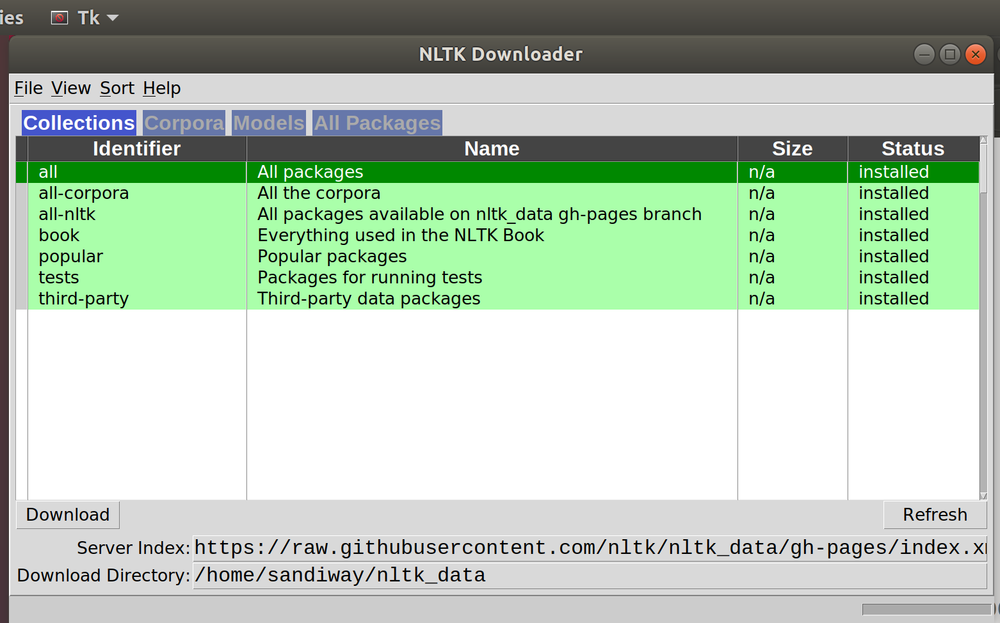 ies Tk
NLTK Downloader
File View Sort Help
Collections Corpora Models All Packages
Identifier Name Size Status
all All packages n/a installed
all-corpora All the corpora n/a installed
all-nltk All packages available on nltk_data gh-pages branch n/a installed
book Everything used in the NLTK Book n/a installed
popular Popular packages n/a installed
tests Packages for running tests n/a installed
third-party Third-party data packages n/a installed
Download Refresh
Server Index: https://raw.githubusercontent.com/nltk/nltk_data/gh-pages/index.x
Download Directory: /home/sandiway/nltk_data